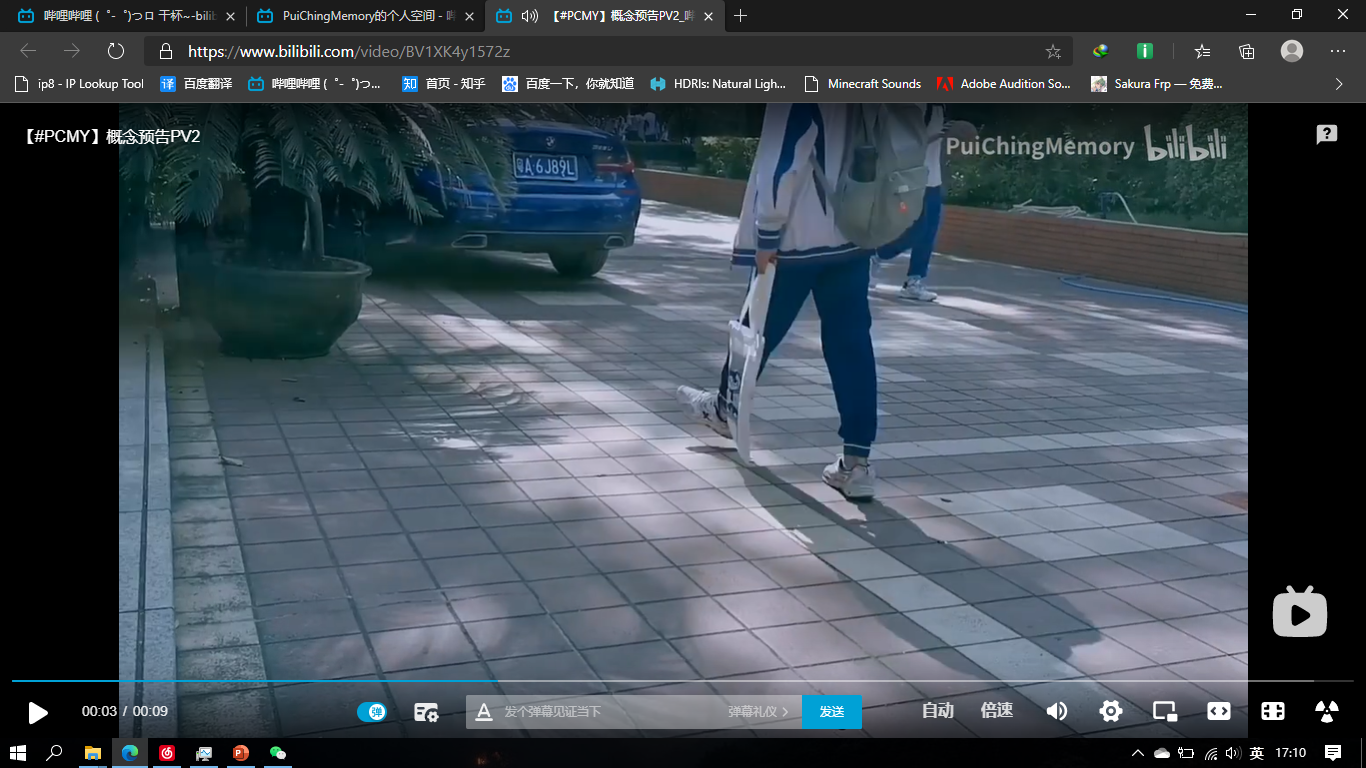 哔哩哔哩 (゜-゜)つロ 干杯~-bili
PuiChingMemory的个人空间 - 哔
【#PCMY】概念预告PV2_哔
https://www.bilibili.com/video/BV1XK4y1572z
ip8 - IP Lookup Tool
译 百度翻译
哔哩哔哩 (゜-゜)つ...
知 首页 - 知乎
百度一下，你就知道
HDRIs: Natural Ligh...
Minecraft Sounds
Adobe Audition So...
Sakura Frp — 免费...
【#PCMY】概念预告PV2
PuiChingMemory bilibili
粤A 6J89L
00:03 / 00:09
弹
A 发个弹幕见证当下
弹幕礼仪 >
发送
自动
倍速
英
17:10